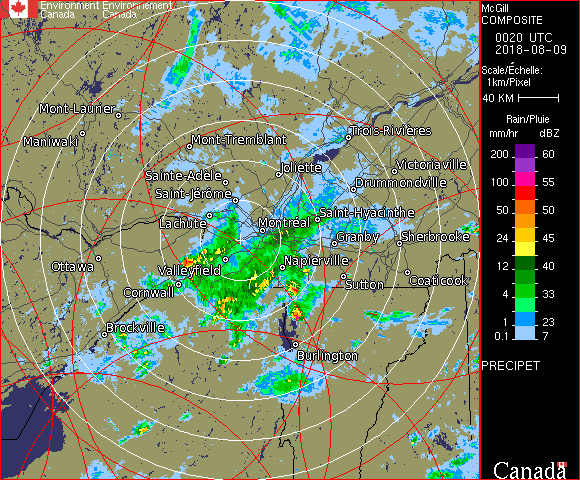 Environment Environnement
Canada Canada
McGill
COMPOSITE
0020 UTC
2018-08-09
Scale/Échelle:
1km/Pixel
40 KM
Rain/Pluie
mm/hr dBZ
200 60
100 55
50 50
24 45
12 40
4 33
1 23
0.1 7
PRECIPET
Canada
Mont-Laurier
Maniwaki
Mont-Tremblant
Trois-Rivières
Joliette
Victoriaville
Sainte-Adèle
Drummondville
Saint-Jérôme
Lachute
Saint-Hyacinthe
Montréal
Granby
Sherbrooke
Ottawa
Valleyfield
Napierville
Cornwall
Sutton
Coaticook
Brockville
Burlington